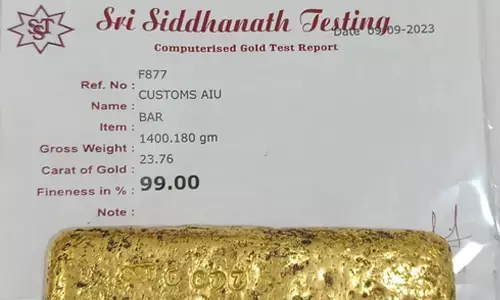 SST
Sri Siddhanath Testing
Date 09-09-2023
Computerised Gold Test Report
Ref. No : F877
Name : CUSTOMS AIU
Item : BAR
Gross Weight : 1400.180 gm
Carat of Gold : 23.76
Fineness in % : 99.00
Note :